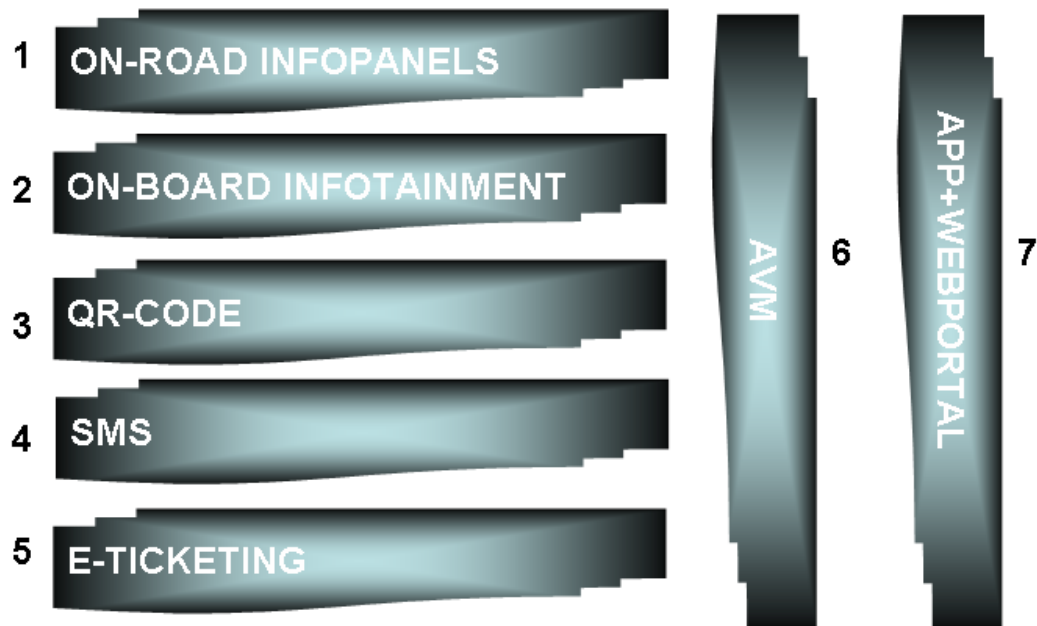 1 ON-ROAD INFOPANELS
2 ON-BOARD INFOTAINMENT
3 QR-CODE
4 SMS
5 E-TICKETING
AVM 6
APP+WEBPORTAL 7